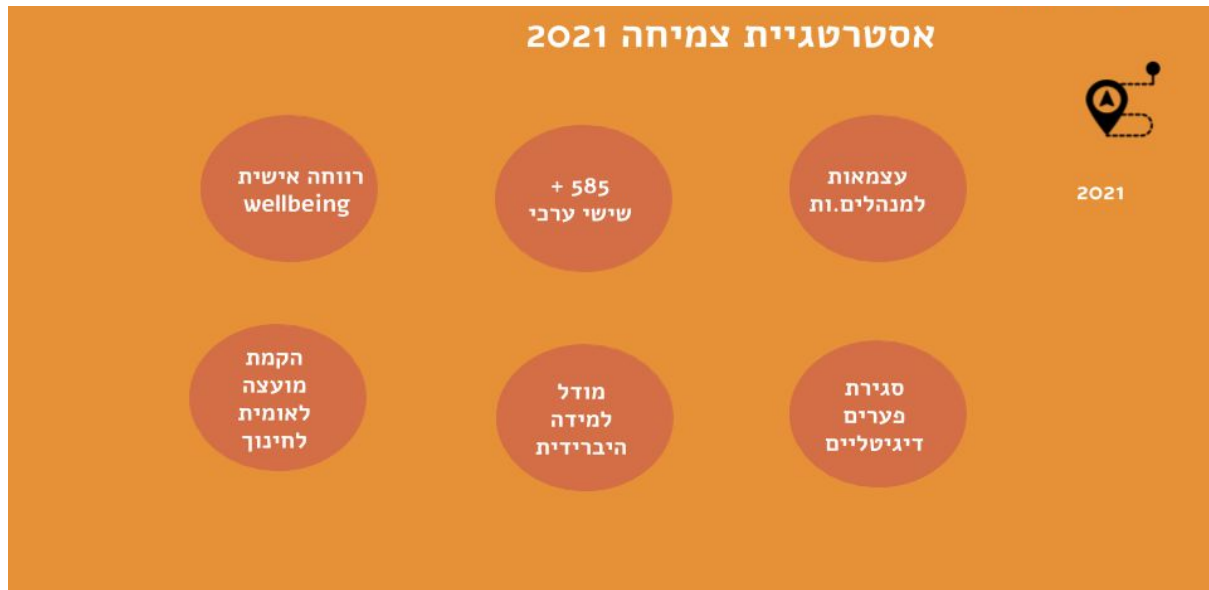 אסטרטגיית צמיחה 2021
2021
עצמאות
למנהלים.ות
585 +
שישי ערכי
רווחה אישית
wellbeing
סגירת
פערים
דיגיטליים
מודל
למידה
היברידית
הקמת
מועצה
לאומית
לחינוך